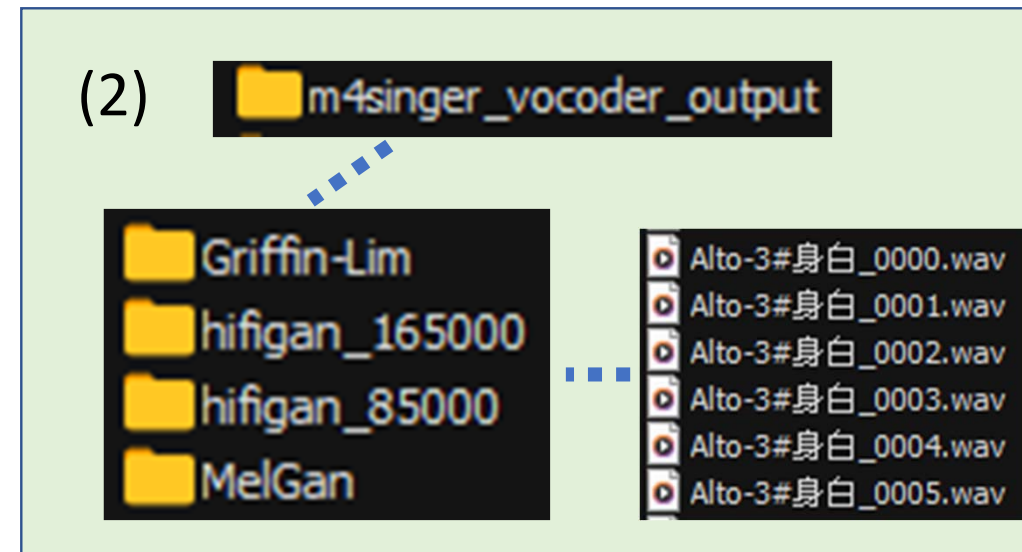 (2)
m4singer_vocoder_output
Griffin-Lim
hifigan_165000
hifigan_85000
MelGan
Alto-3#身白_0000.wav
Alto-3#身白_0001.wav
Alto-3#身白_0002.wav
Alto-3#身白_0003.wav
Alto-3#身白_0004.wav
Alto-3#身白_0005.wav